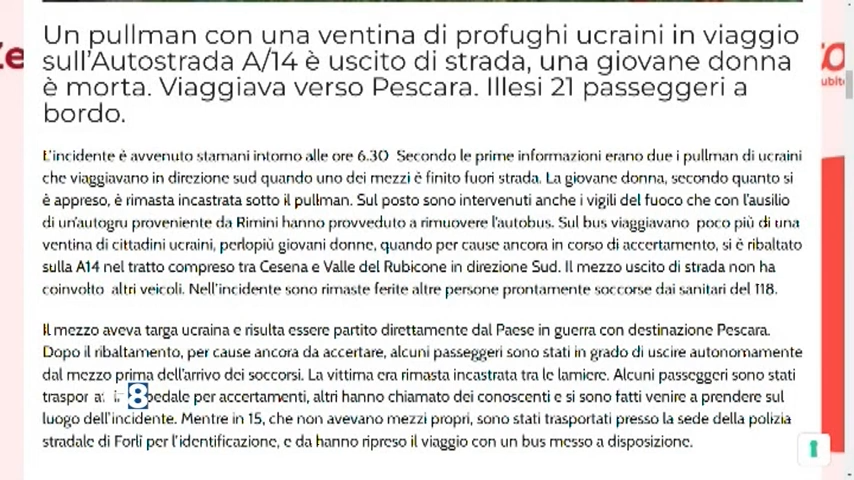 Un pullman con una ventina di profughi ucraini in viaggio
sull'Autostrada A/14 è uscito di strada, una giovane donna
è morta. Viaggiava verso Pescara. Illesi 21 passeggeri a
bordo.
L'incidente è avvenuto stamani intorno alle ore 6.30 Secondo le prime informazioni erano due i pullman di ucraini
che viaggiavano in direzione sud quando uno dei mezzi è finito fuori strada. La giovane donna, secondo quanto si
è appreso, è rimasta incastrata sotto il pullman. Sul posto sono intervenuti anche i vigili del fuoco che con l'ausilio
di un'autogru proveniente da Rimini hanno provveduto a rimuovere l'autobus. Sul bus viaggiavano poco più di una
ventina di cittadini ucraini, perlopiù giovani donne, quando per cause ancora in corso di accertamento, si è ribaltato
sulla A14 nel tratto compreso tra Cesena e Valle del Rubicone in direzione Sud. Il mezzo uscito di strada non ha
coinvolto altri veicoli. Nell'incidente sono rimaste ferite altre persone prontamente soccorse dai sanitari del 118.
Il mezzo aveva targa ucraina e risulta essere partito direttamente dal Paese in guerra con destinazione Pescara.
Dopo il ribaltamento, per cause ancora da accertare, alcuni passeggeri sono stati in grado di uscire autonomamente
dal mezzo prima dell'arrivo dei soccorsi. La vittima era rimasta incastrata tra le lamiere. Alcuni passeggeri sono stati
8 per accertamenti, altri hanno chiamato dei conoscenti e si sono fatti venire a prendere sul
luogo dell'incidente. Mentre in 15, che non avevano mezzi propri, sono stati trasportati presso la sede della polizia
stradale di Forlì per l'identificazione, e da hanno ripreso il viaggio con un bus messo a disposizione.